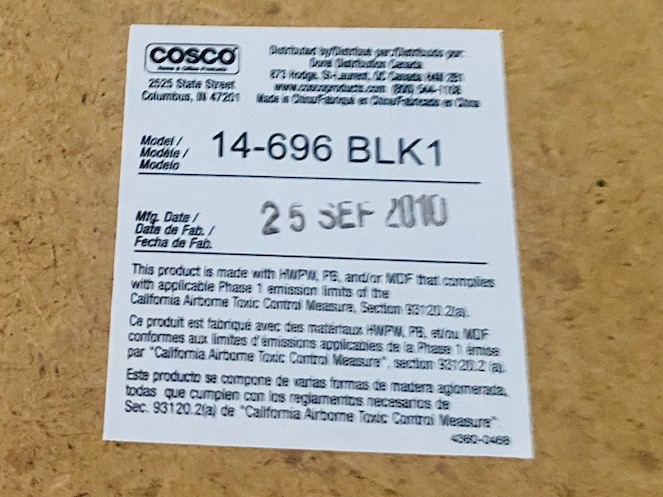 COSCO
Home & Office Products
2525 State Street
Columbus, IN 47201
Distributed by/Distribué par/Distribuido por:
Dorel Distribution Canada
873 Hodge, St-Laurent, QC Canada H4N 2B1
www.coscoproducts.com (800) 544-1108
Made in China/Fabriqué en Chine/Fabricado en China
Model /
Modèle /
Modelo
14-696 BLK1
Mfg. Date /
Date de Fab. /
Fecha de Fab.
25 SEP 2010
This product is made with HWPW, PB, and/or MDF that complies
with applicable Phase 1 emission limits of the
California Airborne Toxic Control Measure, Section 93120.2(a).
Ce produit est fabriqué avec des matériaux HWPW, PB, et/ou MDF
conformes aux limites d'émissions applicables de la Phase 1 émise
par "California Airborne Toxic Control Measure", section 93120.2 (a).
Este producto se compone de varias formas de madera aglomerada,
todas que cumplen con los reglamentos necesarios de
Sec. 93120.2(a) de "California Airborne Toxic Control Measure"
4360-0468